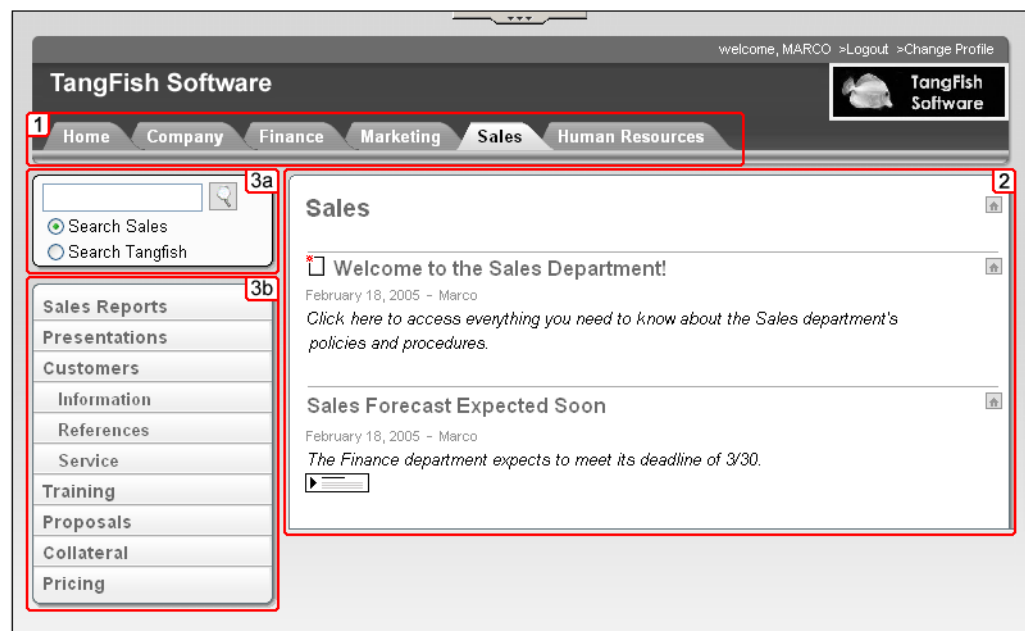 welcome, MARCO >Logout >Change Profile
TangFish Software
TangFish
Software
1
Home Company Finance Marketing Sales Human Resources
3a
Search Sales
Search Tangfish
3b
Sales Reports
Presentations
Customers
Information
References
Service
Training
Proposals
Collateral
Pricing
2
Sales
Welcome to the Sales Department!
February 18, 2005 - Marco
Click here to access everything you need to know about the Sales department's
policies and procedures.
Sales Forecast Expected Soon
February 18, 2005 - Marco
The Finance department expects to meet its deadline of 3/30.